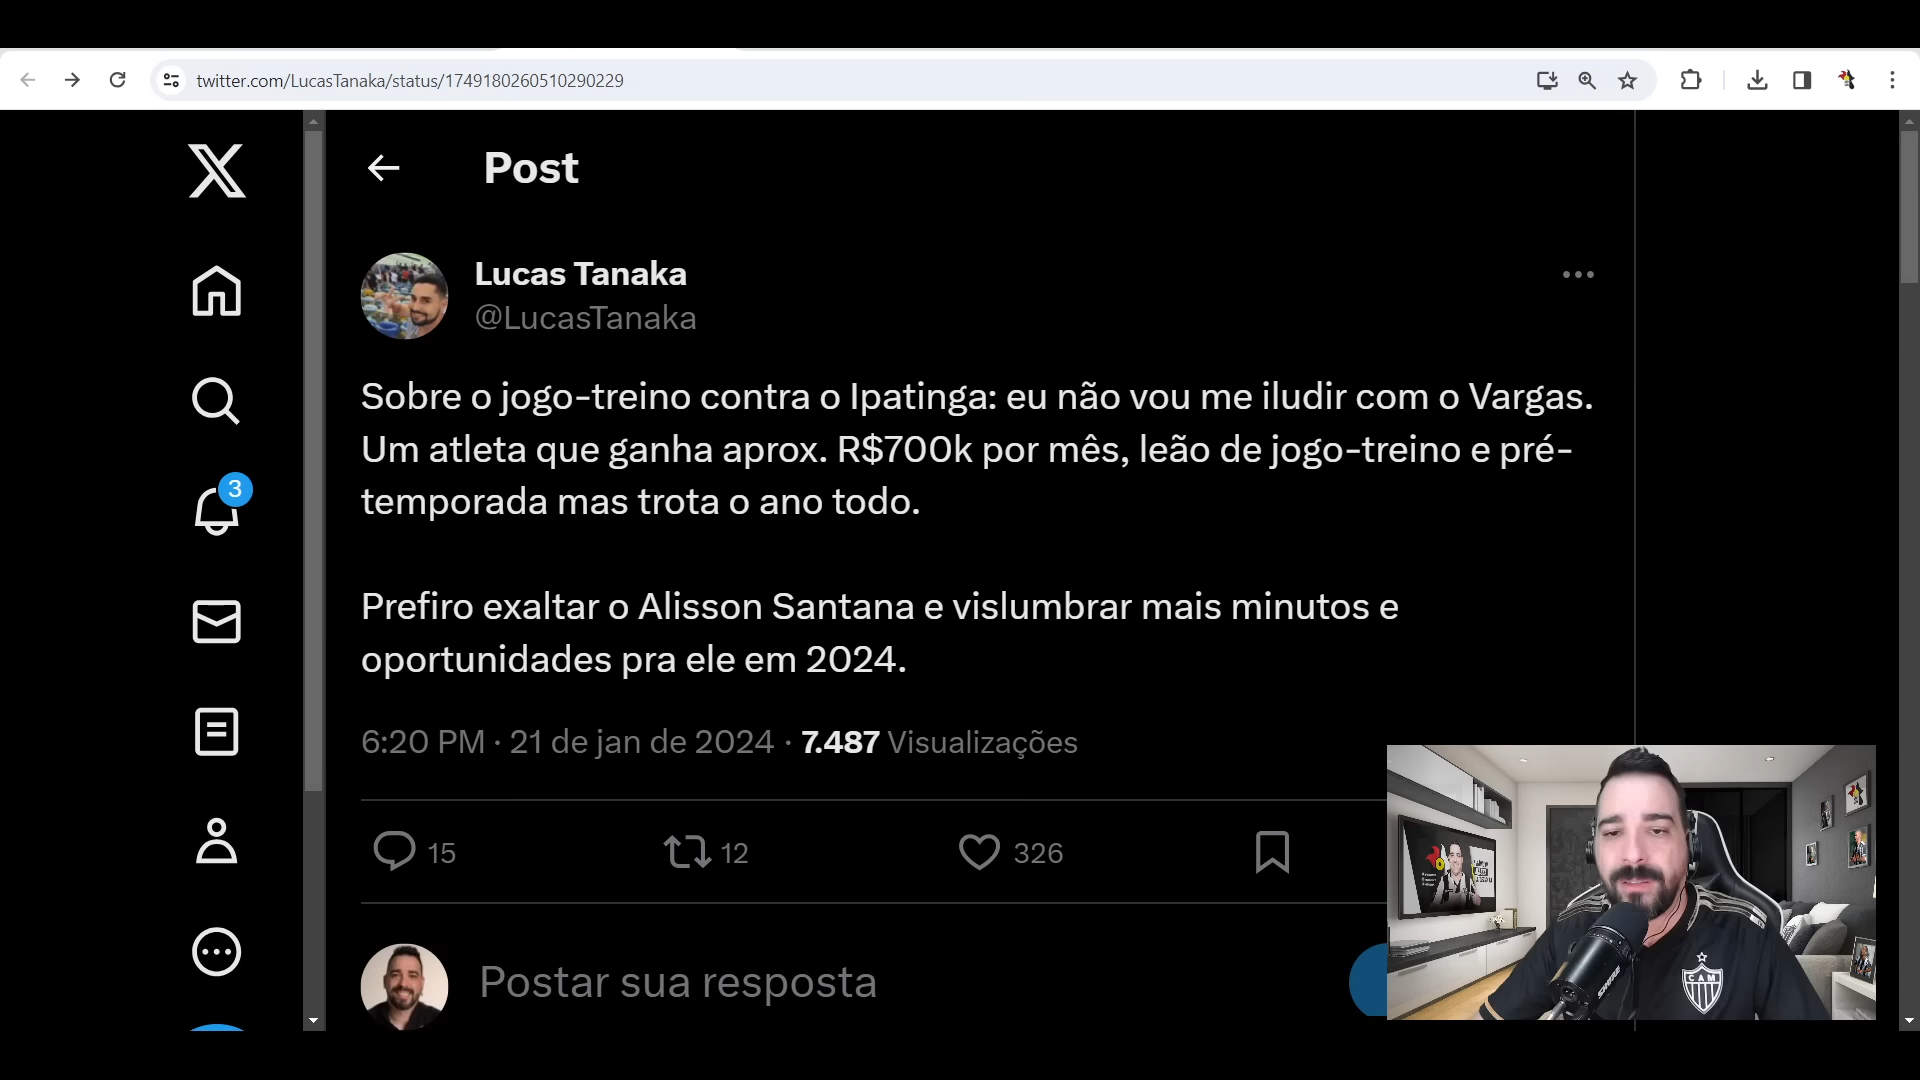 twitter.com/LucasTanaka/status/1749180260510290229
Post
Lucas Tanaka
@LucasTanaka
Sobre o jogo-treino contra o Ipatinga: eu não vou me iludir com o Vargas.
Um atleta que ganha aprox. R$700k por mês, leão de jogo-treino e pré-
temporada mas trota o ano todo.
Prefiro exaltar o Alisson Santana e vislumbrar mais minutos e
oportunidades pra ele em 2024.
6:20 PM · 21 de jan de 2024 · 7.487 Visualizações
3
15
12
326
Postar sua resposta
CAM